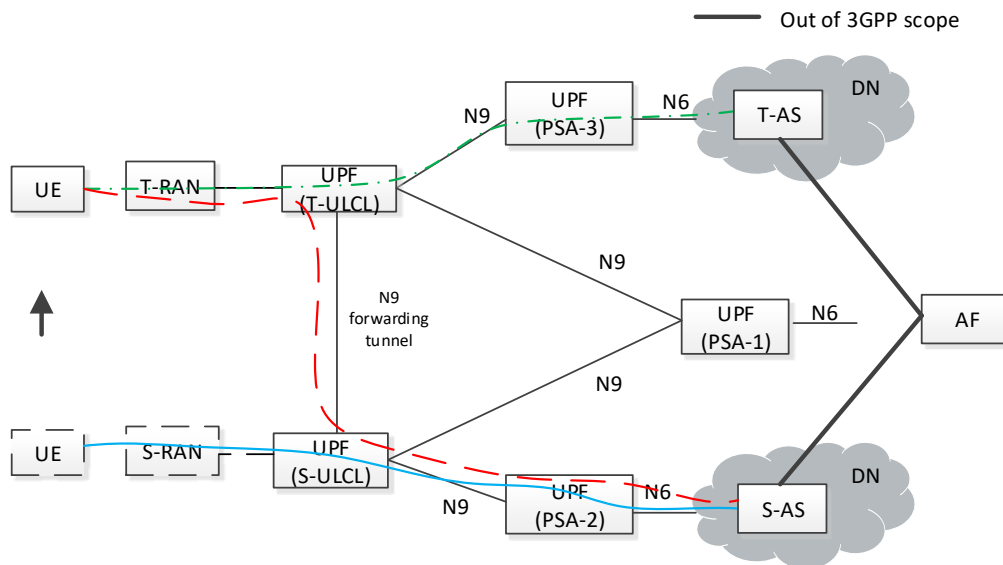 Out of 3GPP scope
UPF
(PSA-3)
N9
N6
DN
T-AS
UE
T-RAN
UPF
(T-ULCL)
N9
N9
forwarding
tunnel
UPF
(PSA-1)
N6
AF
N9
UE
S-RAN
UPF
(S-ULCL)
N9
UPF
(PSA-2)
N6
DN
S-AS